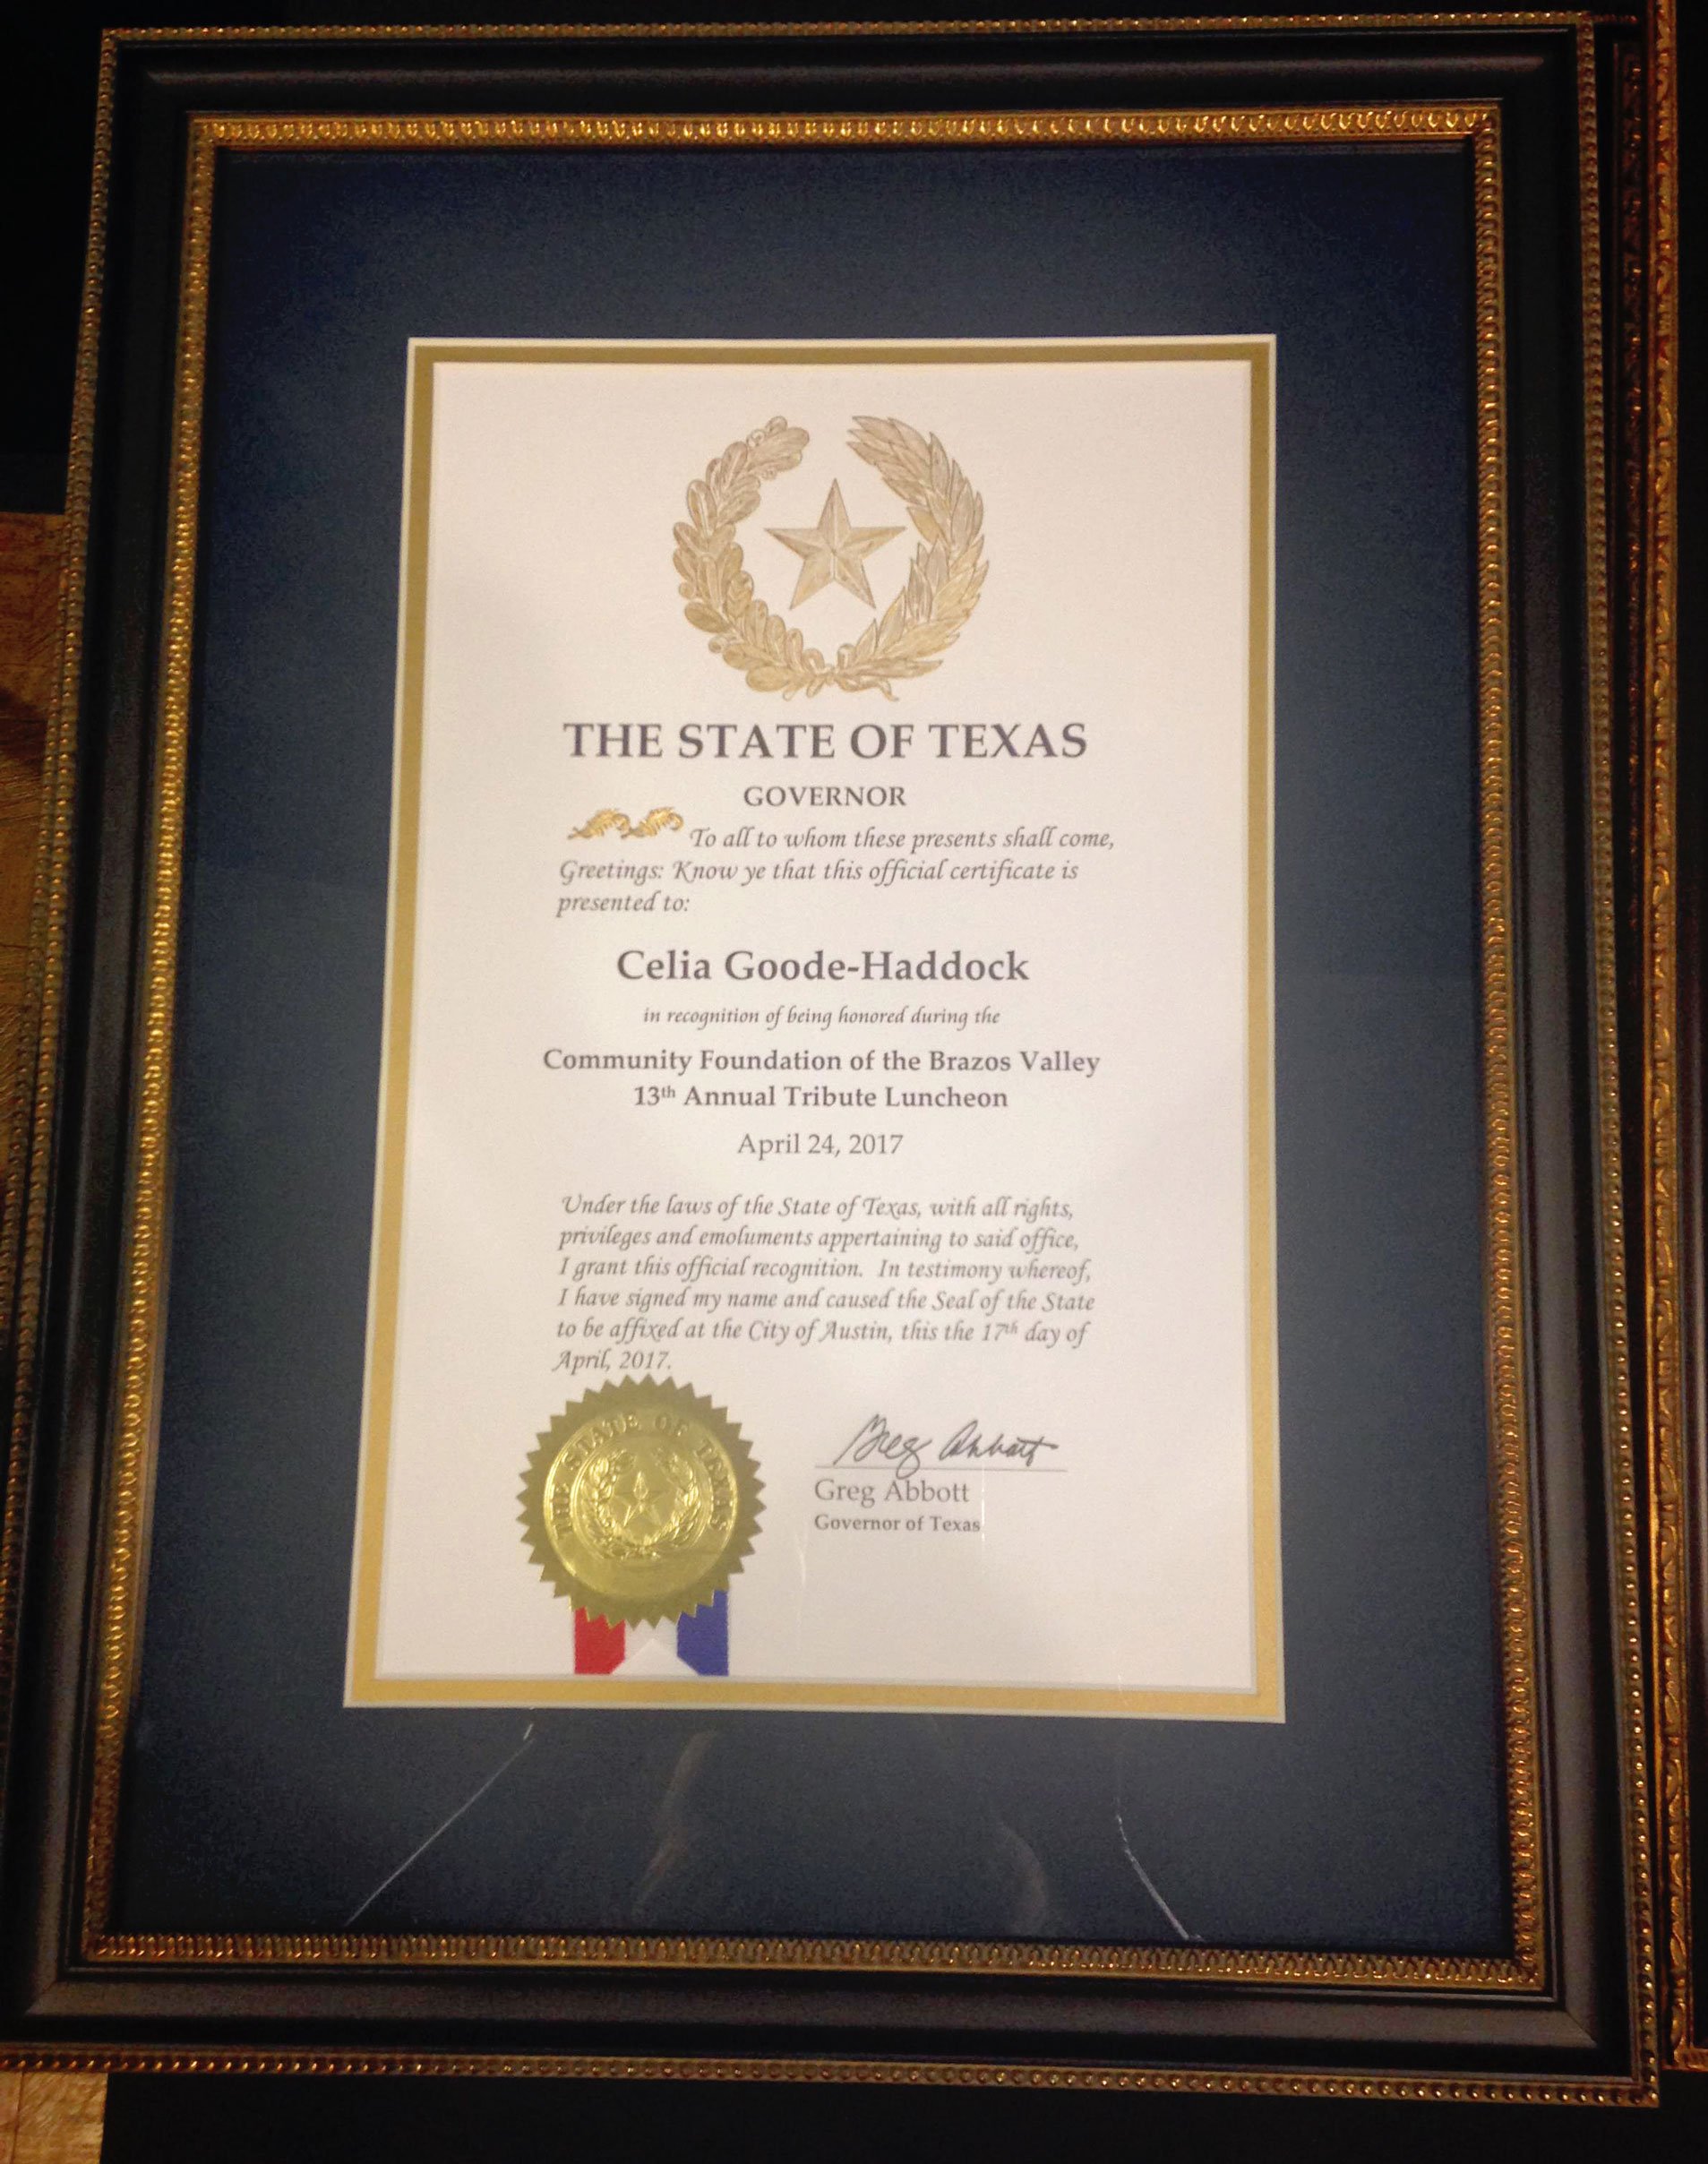 THE STATE OF TEXAS
GOVERNOR
To all to whom these presents shall come,
Greetings: Know ye that this official certificate is
presented to:
Celia Goode-Haddock
in recognition of being honored during the
Community Foundation of the Brazos Valley
13th Annual Tribute Luncheon
April 24, 2017
Under the laws of the State of Texas, with all rights,
privileges and emoluments appertaining to said office,
I grant this official recognition. In testimony whereof,
I have signed my name and caused the Seal of the State
to be affixed at the City of Austin, this the 17th day of
April, 2017.
THE STATE OF TEXAS
Greg Abbott
Greg Abbott
Governor of Texas